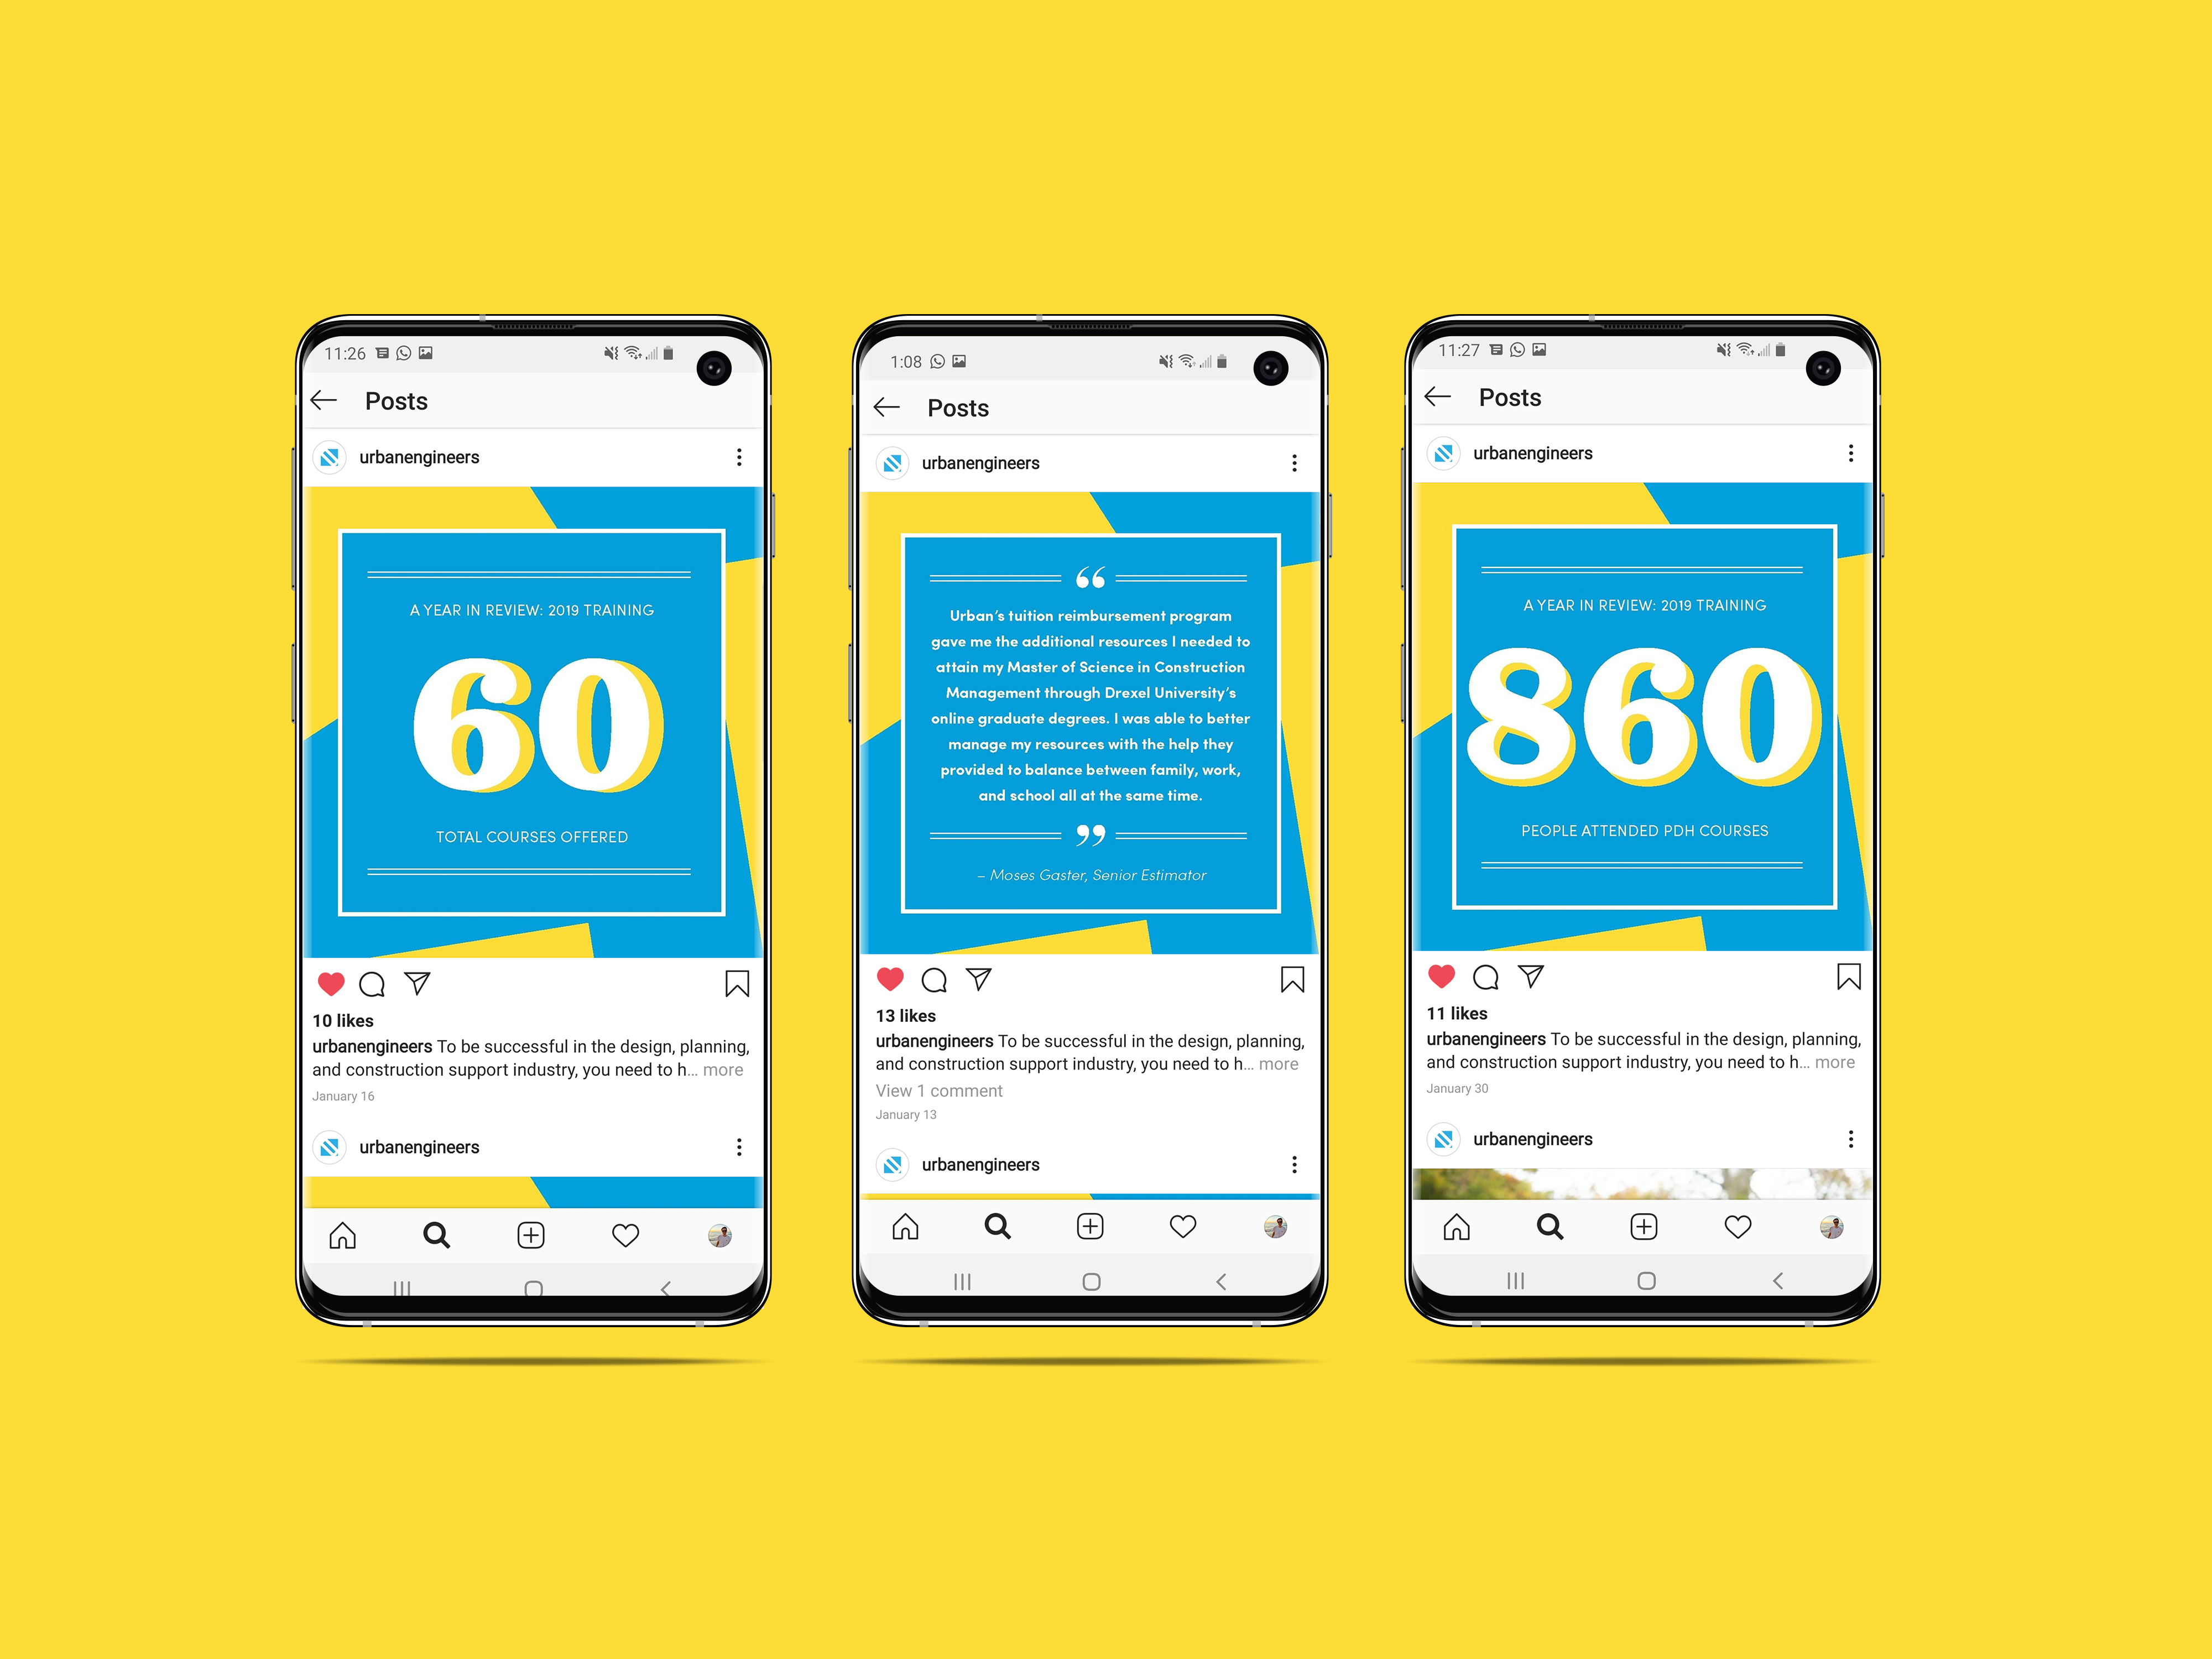 11:26
Posts
urbanengineers
A YEAR IN REVIEW: 2019 TRAINING
60
TOTAL COURSES OFFERED
10 likes
urbanengineers To be successful in the design, planning,
and construction support industry, you need to h... more
January 16
urbanengineers
1:08
Posts
urbanengineers
“
Urban’s tuition reimbursement program
gave me the additional resources I needed to
attain my Master of Science in Construction
Management through Drexel University’s
online graduate degrees. I was able to better
manage my resources with the help they
provided to balance between family, work,
and school all at the same time.
”
– Moses Gaster, Senior Estimator
13 likes
urbanengineers To be successful in the design, planning,
and construction support industry, you need to h... more
View 1 comment
January 13
urbanengineers
11:27
Posts
urbanengineers
A YEAR IN REVIEW: 2019 TRAINING
860
PEOPLE ATTENDED PDH COURSES
11 likes
urbanengineers To be successful in the design, planning,
and construction support industry, you need to h... more
January 30
urbanengineers